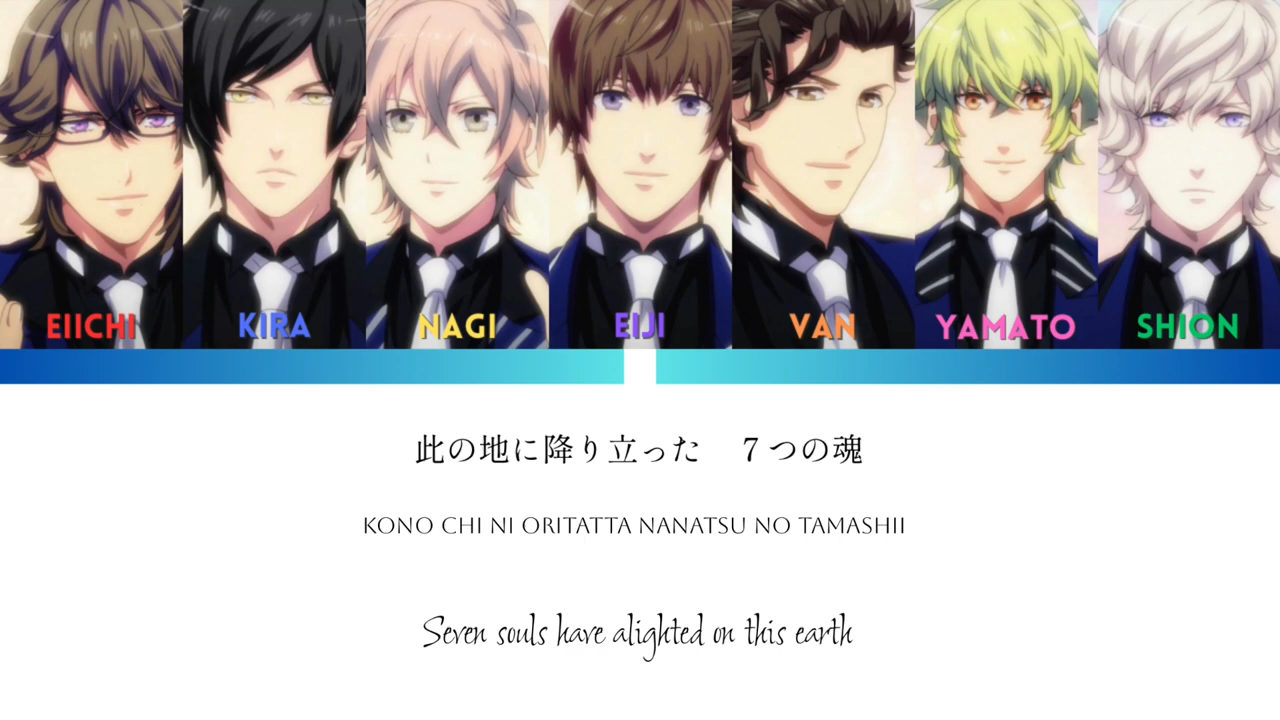 EIICHI KIRA NAGI EIJI VAN YAMATO SHION
此の地に降り立った　７つの魂
KONO CHI NI ORITATTA NANATSU NO TAMASHII
Seven souls have alighted on this earth